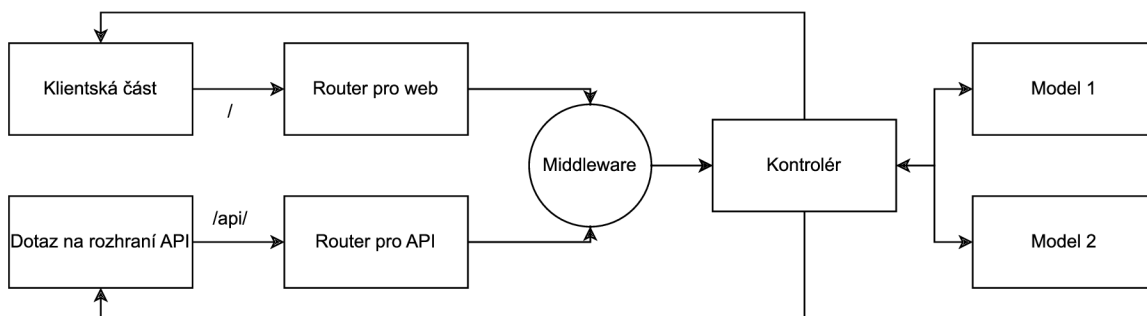 Klientská část
/
Router pro web
Middleware
Kontrolér
Model 1
Dotaz na rozhraní API
/api/
Router pro API
Model 2